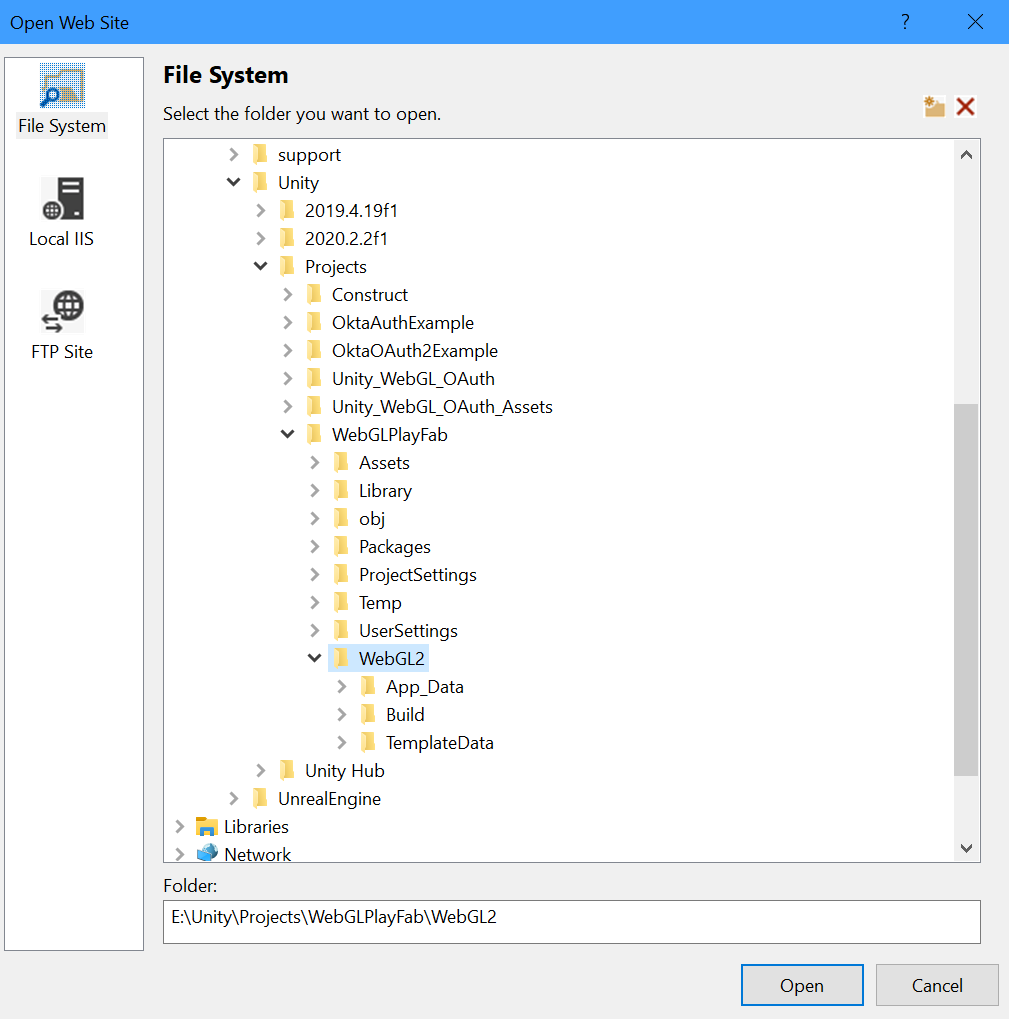 Open Web Site
?
File System
Local IIS
FTP Site
File System
Select the folder you want to open.
support
Unity
2019.4.19f1
2020.2.2f1
Projects
Construct
OktaAuthExample
OktaOAuth2Example
Unity_WebGL_OAuth
Unity_WebGL_OAuth_Assets
WebGLPlayFab
Assets
Library
obj
Packages
ProjectSettings
Temp
UserSettings
WebGL2
App_Data
Build
TemplateData
Unity Hub
UnrealEngine
Libraries
Network
Folder:
E:\Unity\Projects\WebGLPlayFab\WebGL2
Open
Cancel